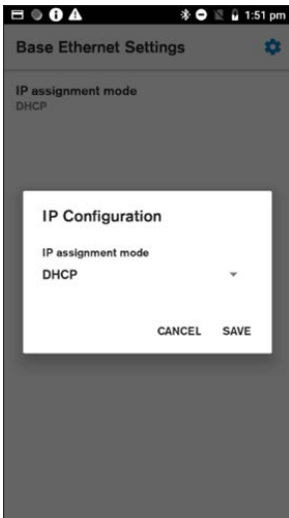 1:51 pm
Base Ethernet Settings
IP assignment mode
DHCP
IP Configuration
IP assignment mode
DHCP
CANCEL SAVE